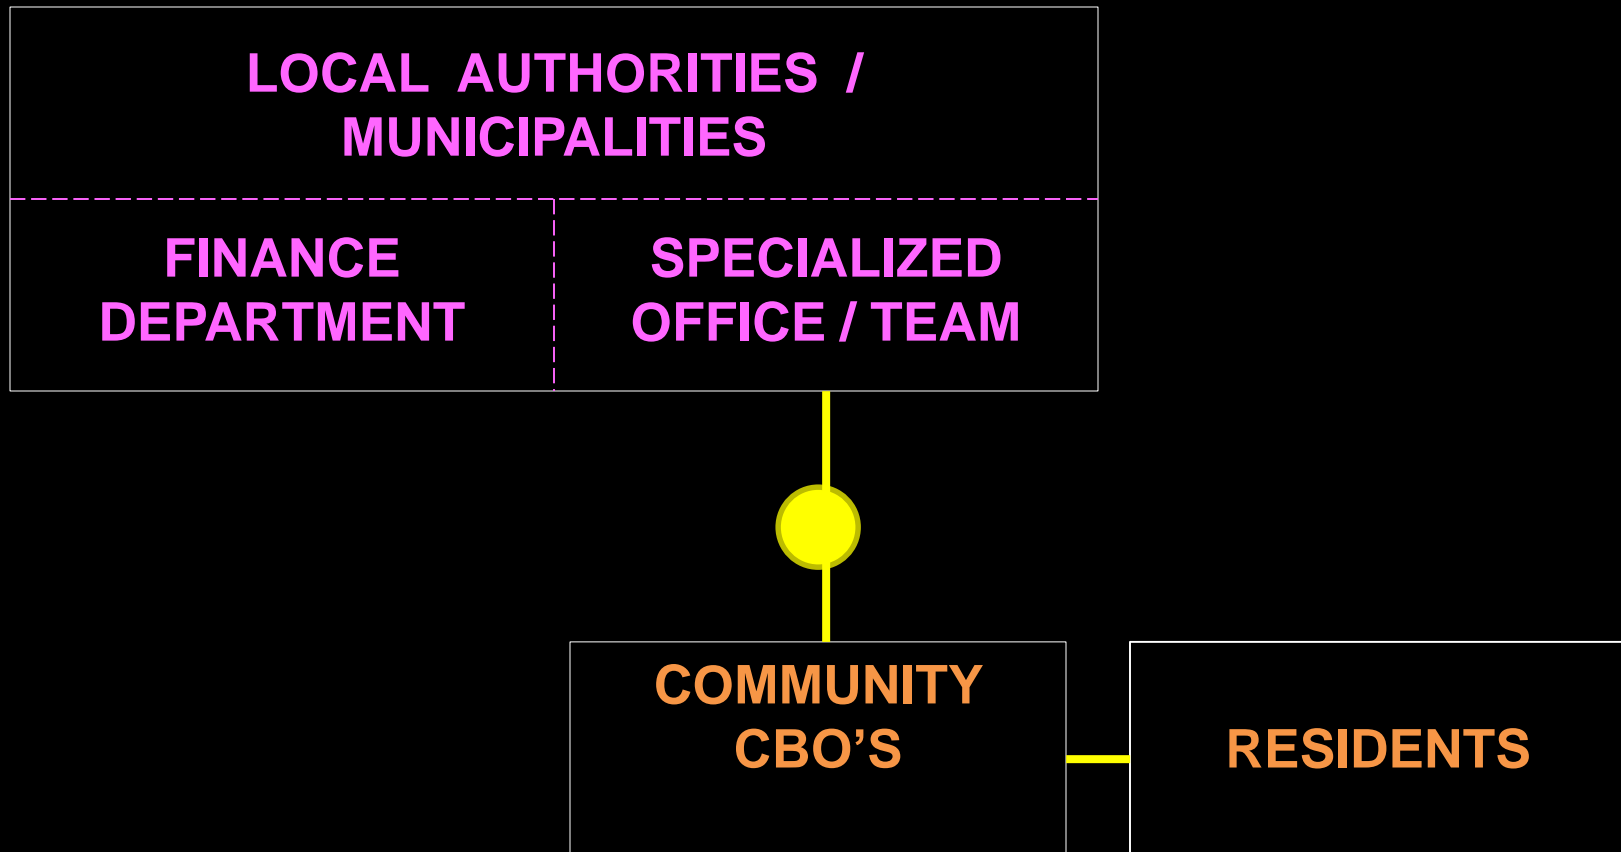 LOCAL AUTHORITIES /
MUNICIPALITIES
FINANCE
DEPARTMENT
SPECIALIZED
OFFICE / TEAM
COMMUNITY
CBO’S
RESIDENTS